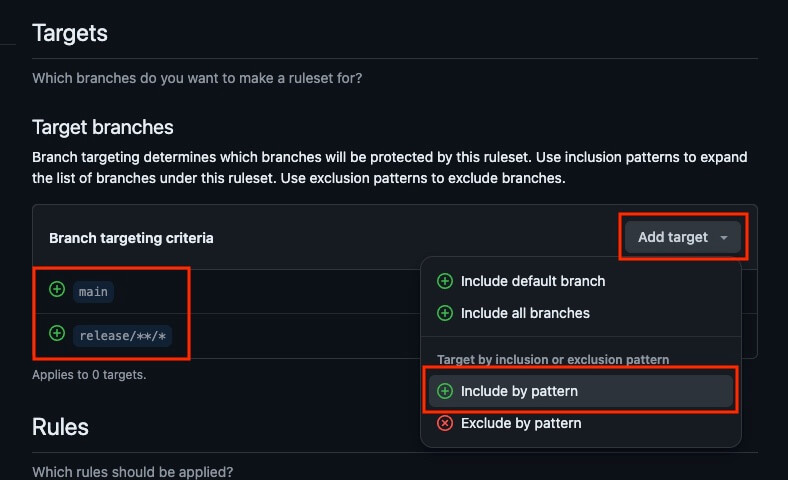 Targets
Which branches do you want to make a ruleset for?
Target branches
Branch targeting determines which branches will be protected by this ruleset. Use inclusion patterns to expand
the list of branches under this ruleset. Use exclusion patterns to exclude branches.
Branch targeting criteria
Add target
main
release/**/*
Applies to 0 targets.
Include default branch
Include all branches
Target by inclusion or exclusion pattern
Include by pattern
Exclude by pattern
Rules
Which rules should be applied?